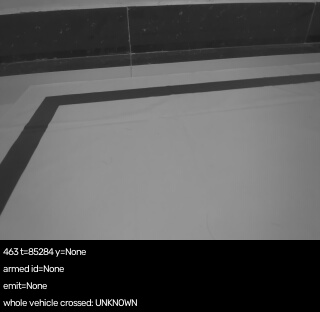 463 t=85284 y=None
armed id=None
emit=None
whole vehicle crossed: UNKNOWN